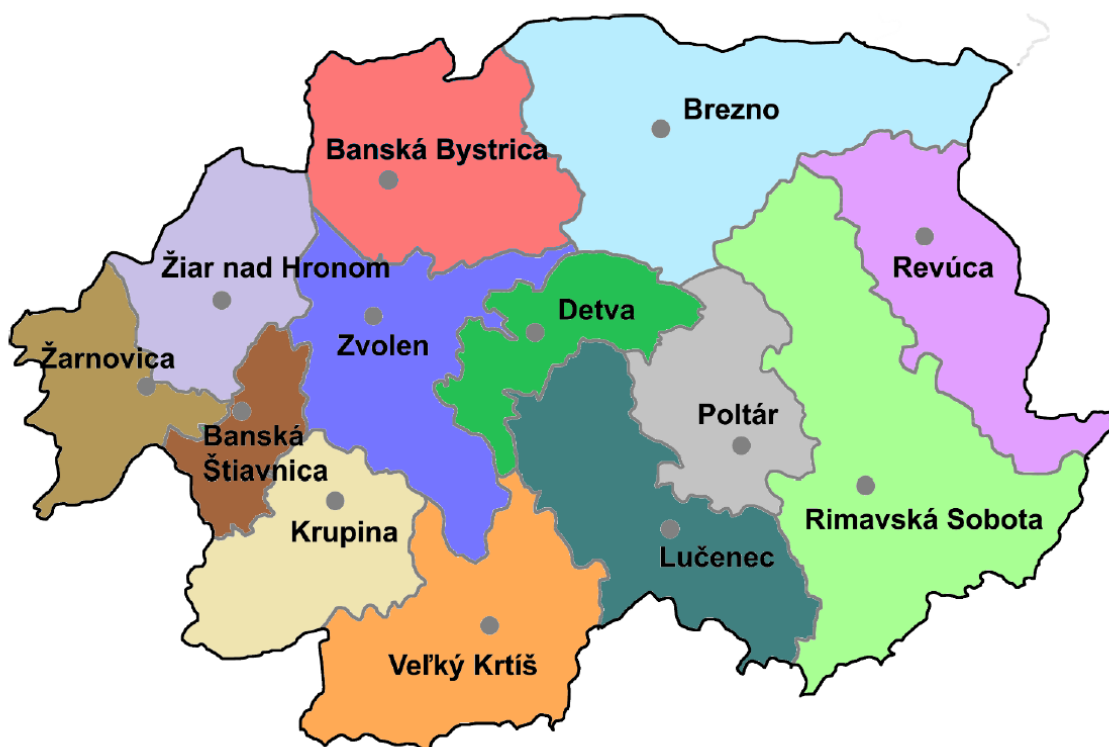 Brezno
Banská Bystrica
Žiar nad Hronom
Revúca
Detva
Zvolen
Žarnovica
Poltár
Banská
Štiavnica
Krupina
Rimavská Sobota
Lučenec
Veľký Krtíš